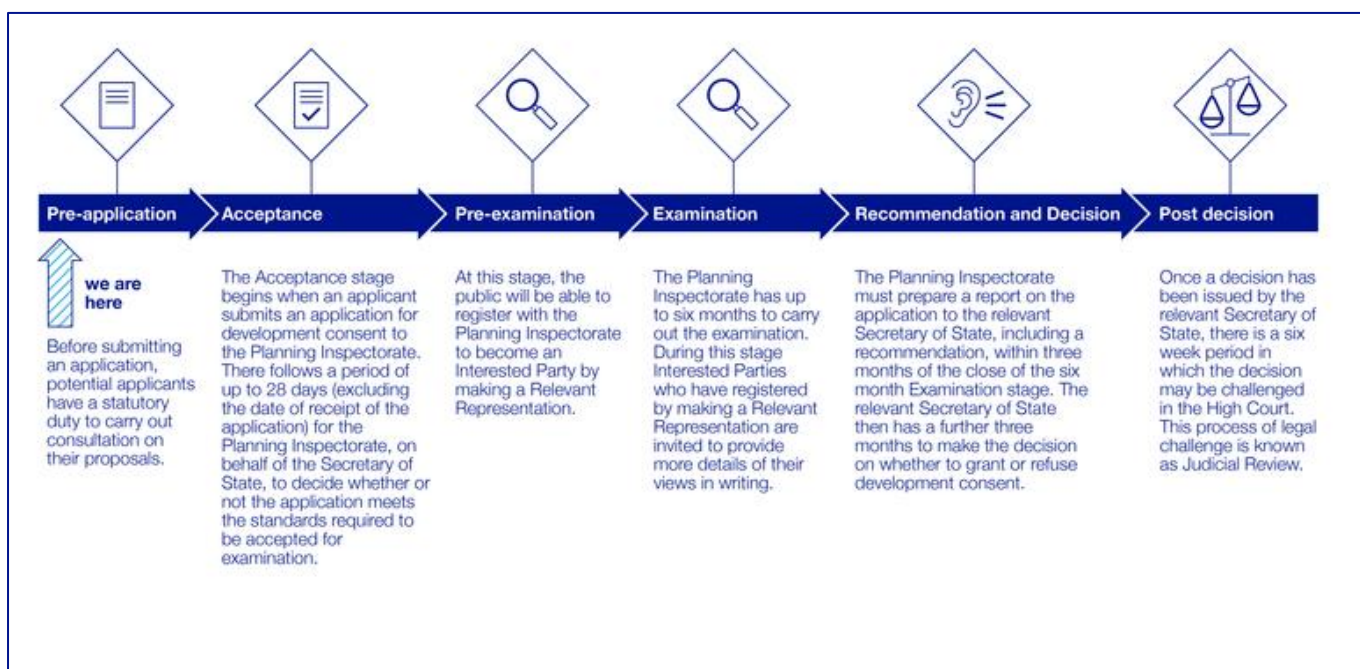 Pre-application
Acceptance
Pre-examination
Examination
Recommendation and Decision
Post decision
we are
here
Before submitting
an application,
potential applicants
have a statutory
duty to carry out
consultation on
their proposals.
The Acceptance stage
begins when an applicant
submits an application for
development consent to
the Planning Inspectorate.
There follows a period of
up to 28 days (excluding
the date of receipt of the
application) for the
Planning Inspectorate, on
behalf of the Secretary of
State, to decide whether or
not the application meets
the standards required to
be accepted for
examination.
At this stage, the
public will be able to
register with the
Planning Inspectorate
to become an
Interested Party by
making a Relevant
Representation.
The Planning
Inspectorate has up
to six months to carry
out the examination.
During this stage
Interested Parties
who have registered
by making a Relevant
Representation are
invited to provide
more details of their
views in writing.
The Planning Inspectorate
must prepare a report on the
application to the relevant
Secretary of State, including a
recommendation, within three
months of the close of the six
month Examination stage. The
relevant Secretary of State
then has a further three
months to make the decision
on whether to grant or refuse
development consent.
Once a decision has
been issued by the
relevant Secretary of
State, there is a six
week period in
which the decision
may be challenged
in the High Court.
This process of legal
challenge is known
as Judicial Review.